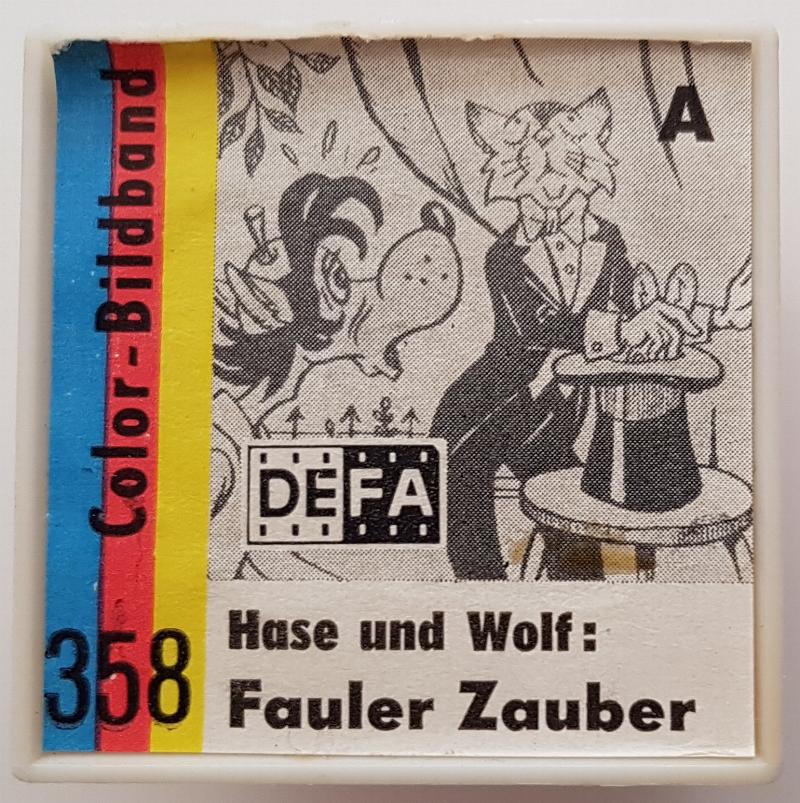 Color-Bildband
358
A
DEFA
Hase und Wolf:
Fauler Zauber